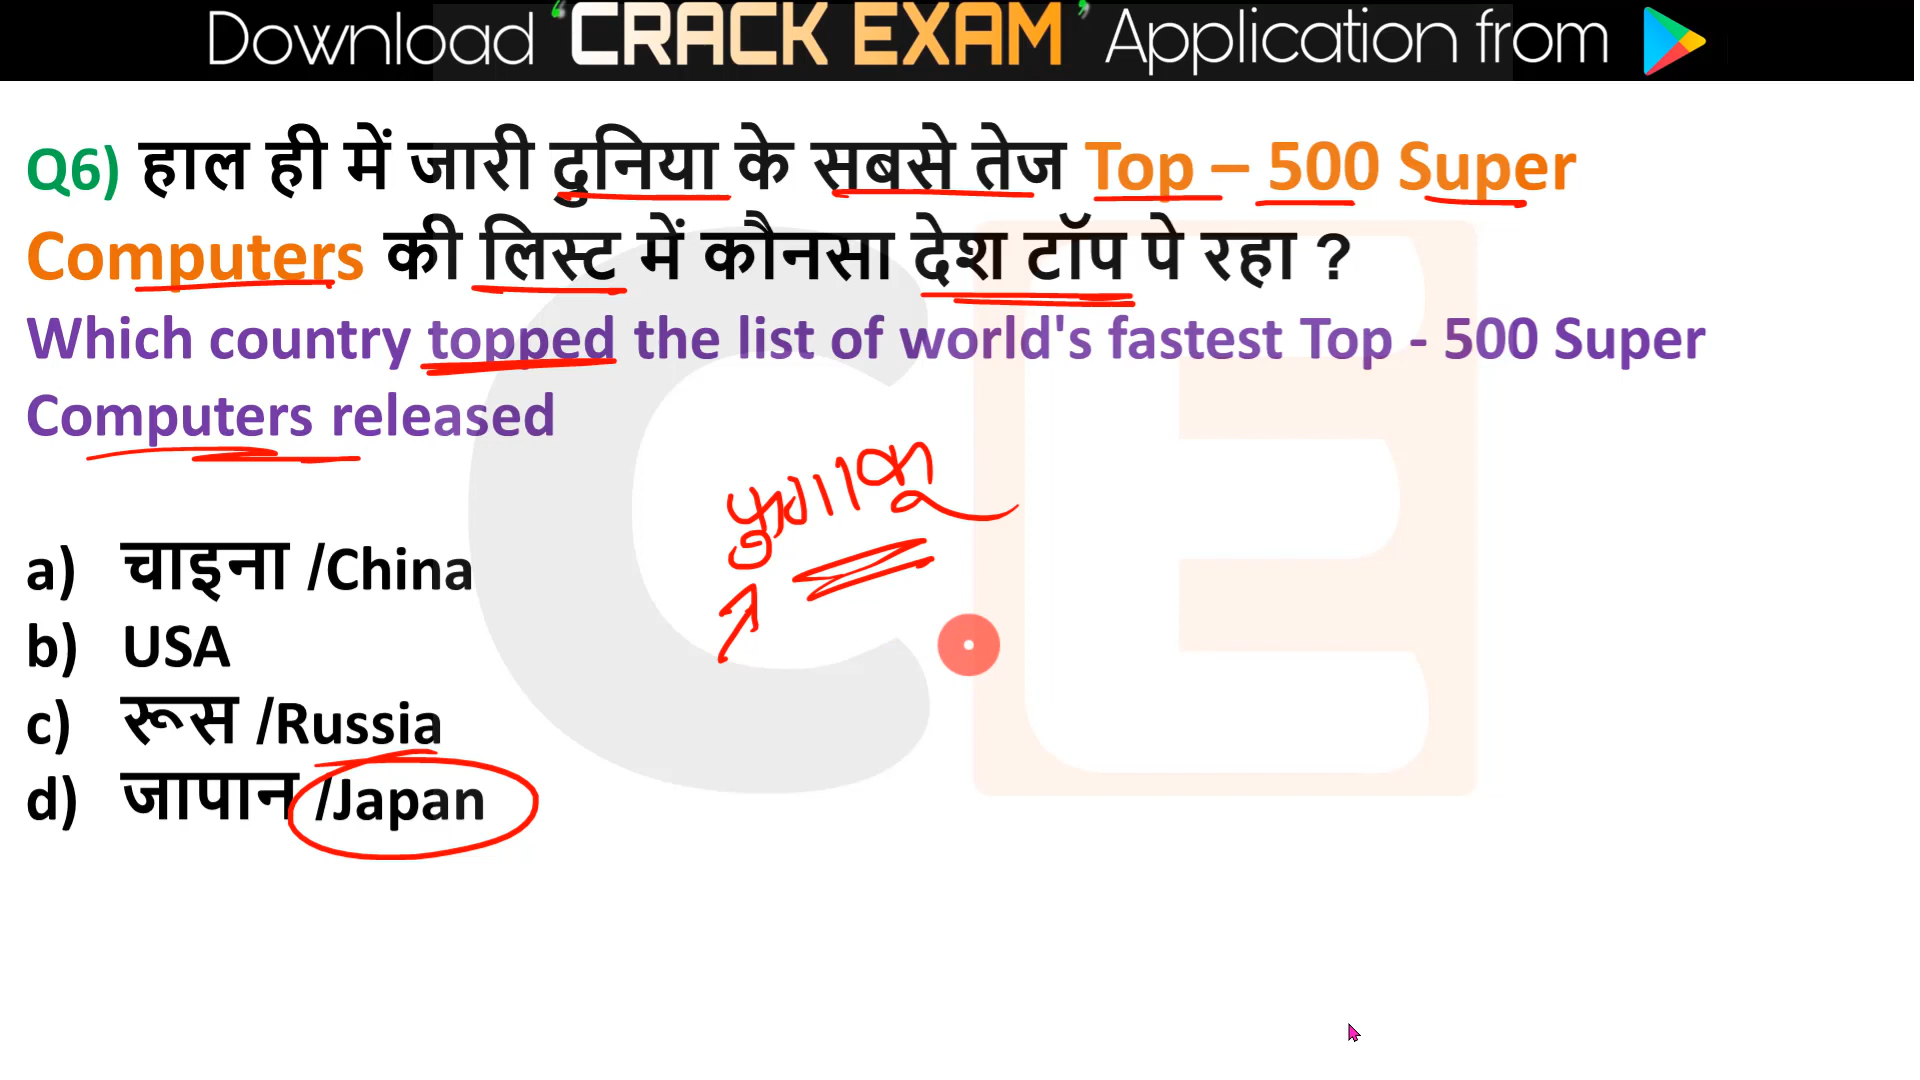 Download ‘CRACK EXAM’ Application from
Q6) हाल ही में जारी दुनिया के सबसे तेज Top – 500 Super
Computers की लिस्ट में कौनसा देश टॉप पे रहा ?
Which country topped the list of world's fastest Top - 500 Super
Computers released
a) चाइना /China
b) USA
c) रूस /Russia
d) जापान /Japan